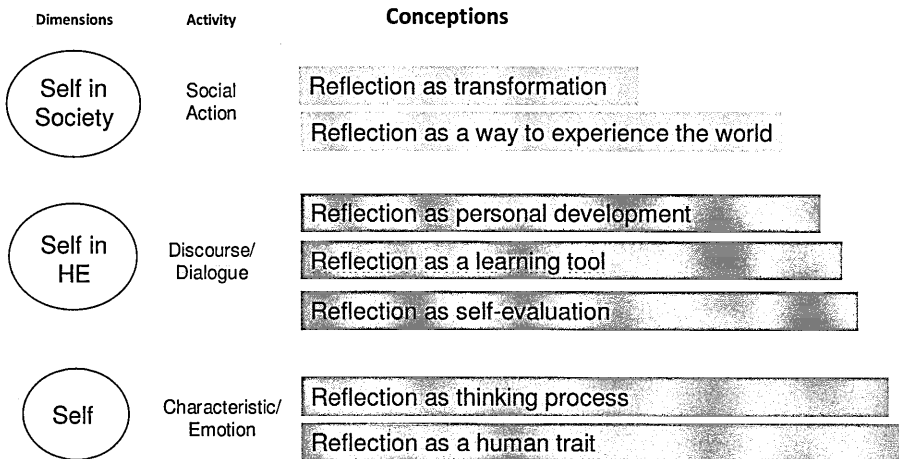 Dimensions Activity Conceptions
Self in
Society
Social
Action
Reflection as transformation
Reflection as a way to experience the world
Self in
HE
Discourse/
Dialogue
Reflection as personal development
Reflection as a learning tool
Reflection as self-evaluation
Self
Characteristic/
Emotion
Reflection as thinking process
Reflection as a human trait